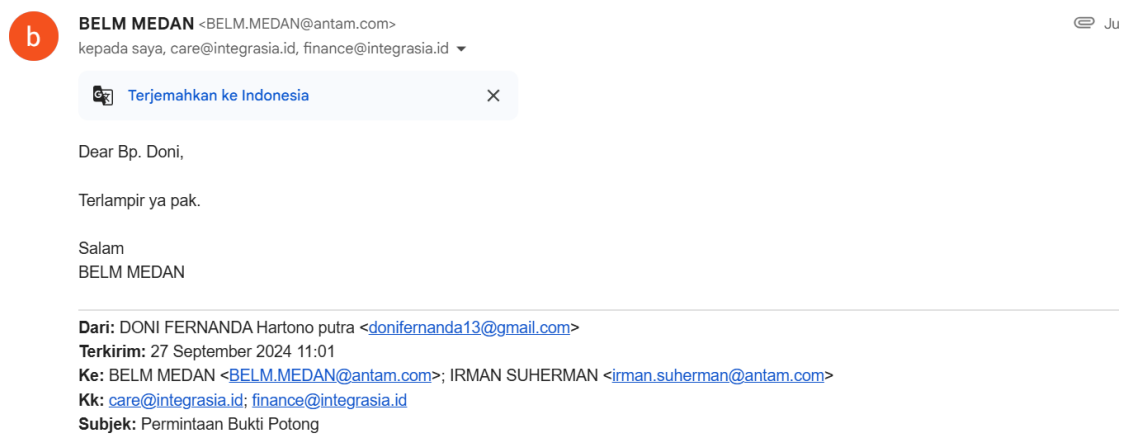 b
BELM MEDAN <BELM.MEDAN@antam.com>
Ju
kepada saya, care@integrasia.id, finance@integrasia.id
Terjemahkan ke Indonesia
Dear Bp. Doni,
Terlampir ya pak.
Salam
BELM MEDAN
Dari: DONI FERNANDA Hartono putra <donifernanda13@gmail.com>
Terkirim: 27 September 2024 11:01
Ke: BELM MEDAN <BELM.MEDAN@antam.com>; IRMAN SUHERMAN <irman.suherman@antam.com>
Kk: care@integrasia.id; finance@integrasia.id
Subjek: Permintaan Bukti Potong